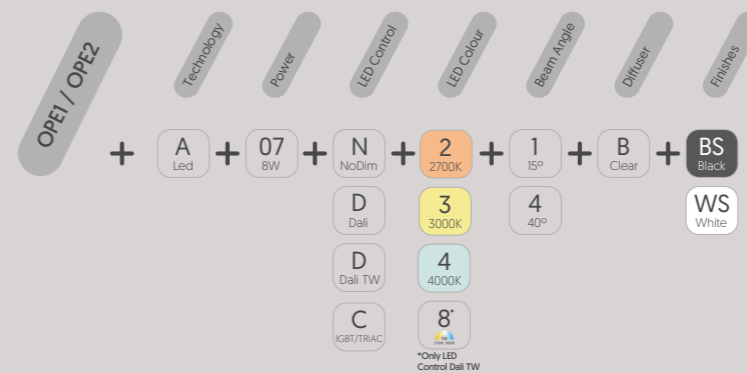 OPE1 / OPE2
Technology
Power
LED Control
LED Colour
Beam Angle
Diffuser
Finishes
+ A + 07 + N + 2 + 1 + B + BS
Led 8W NoDim 2700K 15º Clear Black
D 3 4 WS
Dali 3000K 40º White
D 4
Dali TW 4000K
C 8*
IGBT/TRIAC TW
*Only LED
Control Dali TW